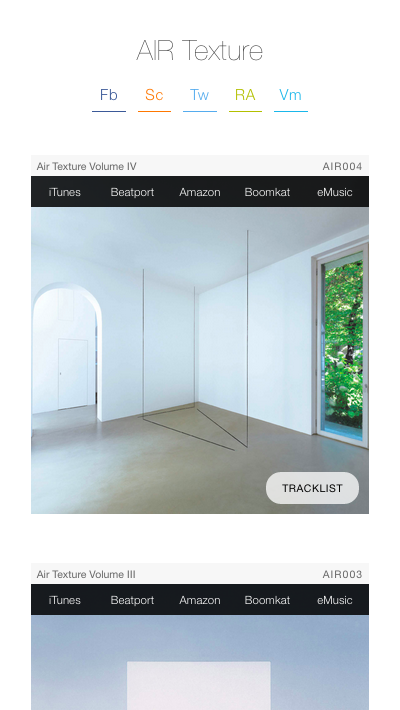 AIR Texture
Fb Sc Tw RA Vm
Air Texture Volume IV AIR004
iTunes Beatport Amazon Boomkat eMusic
TRACKLIST
Air Texture Volume III AIR003
iTunes Beatport Amazon Boomkat eMusic